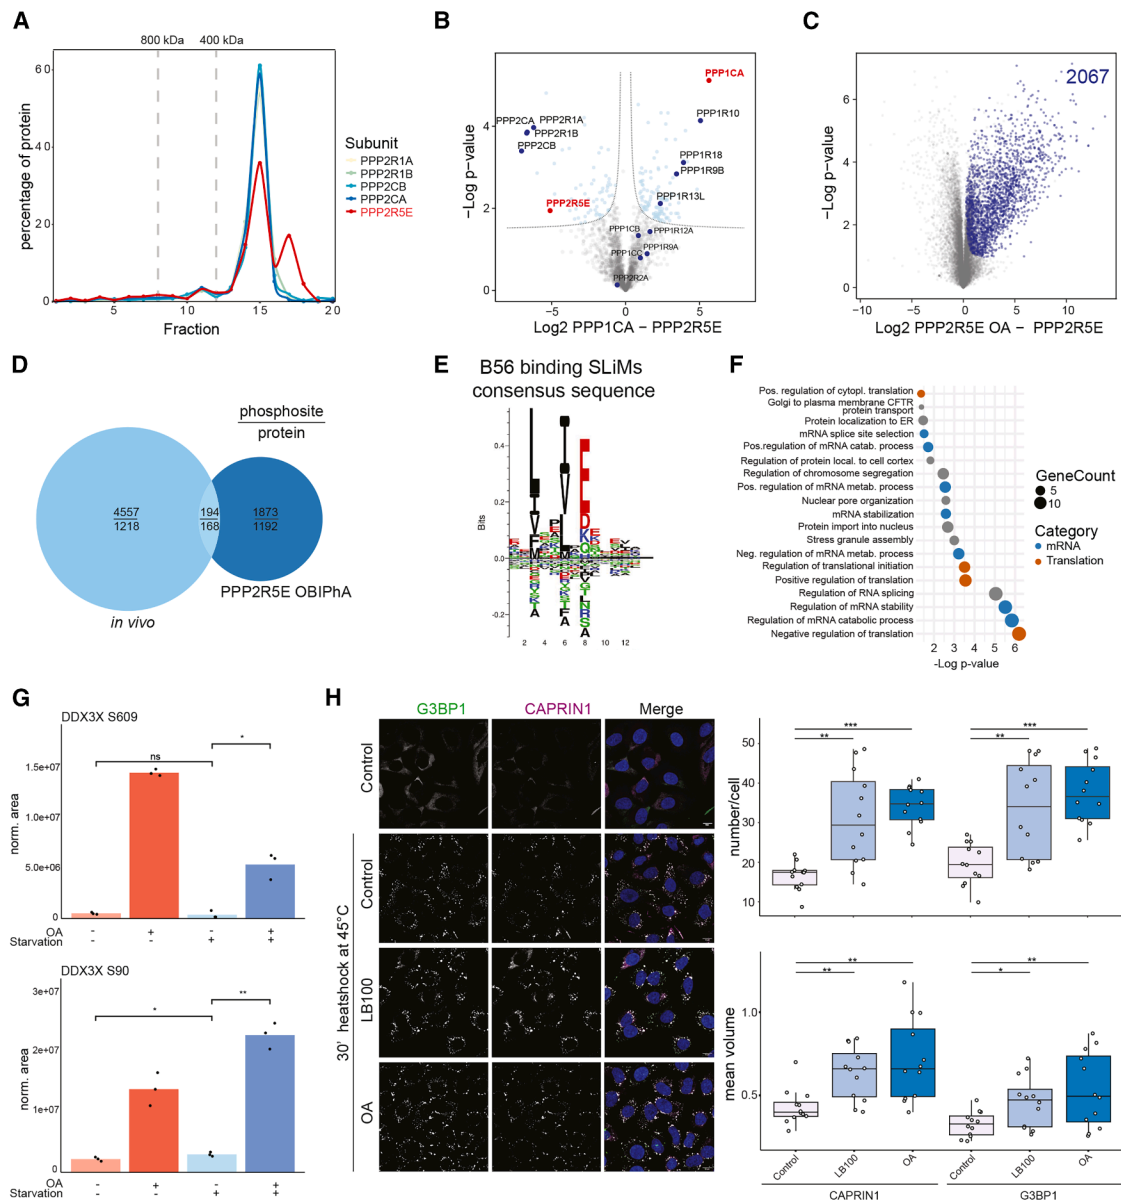 A
800 kDa 400 kDa
60
40
20
0
percentage of protein
5 10 15 20
Fraction
Subunit
PPP2R1A
PPP2R1B
PPP2CB
PPP2CA
PPP2R5E
B
PPP1CA
PPP1R10
PPP2CA PPP2R1A
PPP2R1B
PPP2CB
PPP1R18
PPP1R9B
PPP1R13L
PPP2R5E
PPP1CB PPP1R12A
PPP1R9A
PPP1CC
PPP2R2A
4
2
0
−Log p-value
−5 0 5
Log2 PPP1CA − PPP2R5E
C
2067
6
4
2
0
−Log p-value
−10 −5 0 5 10
Log2 PPP2R5E OA − PPP2R5E
D
phosphosite
protein
4557
1218
194
168
1873
1192
PPP2R5E OBIPhA
in vivo
E
B56 binding SLiMs
consensus sequence
0.4
0.2
0.0
-0.2
Bits
2 4 6 8 10 12
F
Pos. regulation of cytopl. translation
Golgi to plasma membrane CFTR
protein transport
Protein localization to ER
mRNA splice site selection
Pos.regulation of mRNA catab. process
Regulation of protein local. to cell cortex
Regulation of chromosome segregation
Pos. regulation of mRNA metab. process
Nuclear pore organization
mRNA stabilization
Protein import into nucleus
Stress granule assembly
Neg. regulation of mRNA metab. process
Regulation of translational initiation
Positive regulation of translation
Regulation of RNA splicing
Regulation of mRNA stability
Regulation of mRNA catabolic process
Negative regulation of translation
2 3 4 5 6
-Log p-value
GeneCount
5
10
Category
mRNA
Translation
G
DDX3X S609
ns
*
1.5e+07
1.0e+07
5.0e+06
0
norm. area
OA - + - +
Starvation - - + +
DDX3X S90
*
**
3e+07
2e+07
1e+07
0
norm. area
OA - + - +
Starvation - - + +
H
G3BP1 CAPRIN1 Merge
Control
Control
LB100
OA
30' heatshock at 45°C
*** ***
** **
50
40
30
20
10
number/cell
** **
** *
1.0
0.5
mean volume
Control LB100 OA Control LB100 OA
CAPRIN1 G3BP1